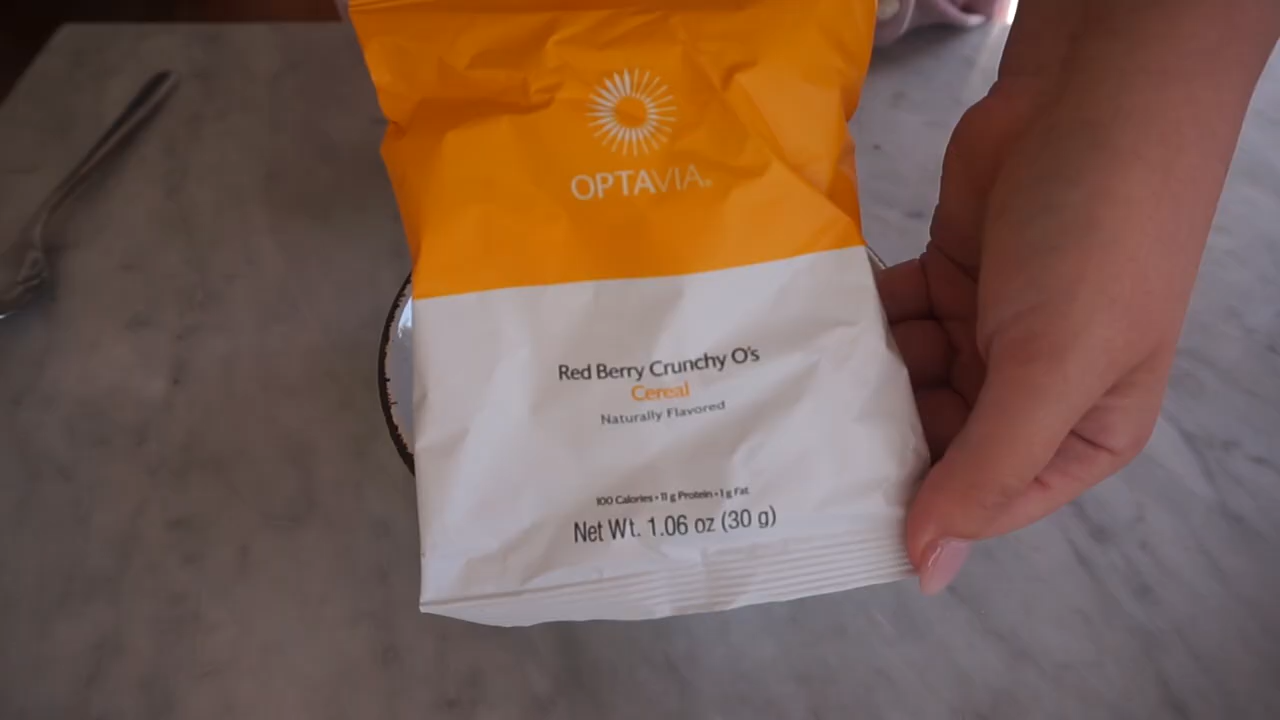 OPTAVIA.
Red Berry Crunchy O's
Cereal
Naturally Flavored
100 Calories • 11 g Protein • 1 g Fat
Net Wt. 1.06 oz (30 g)